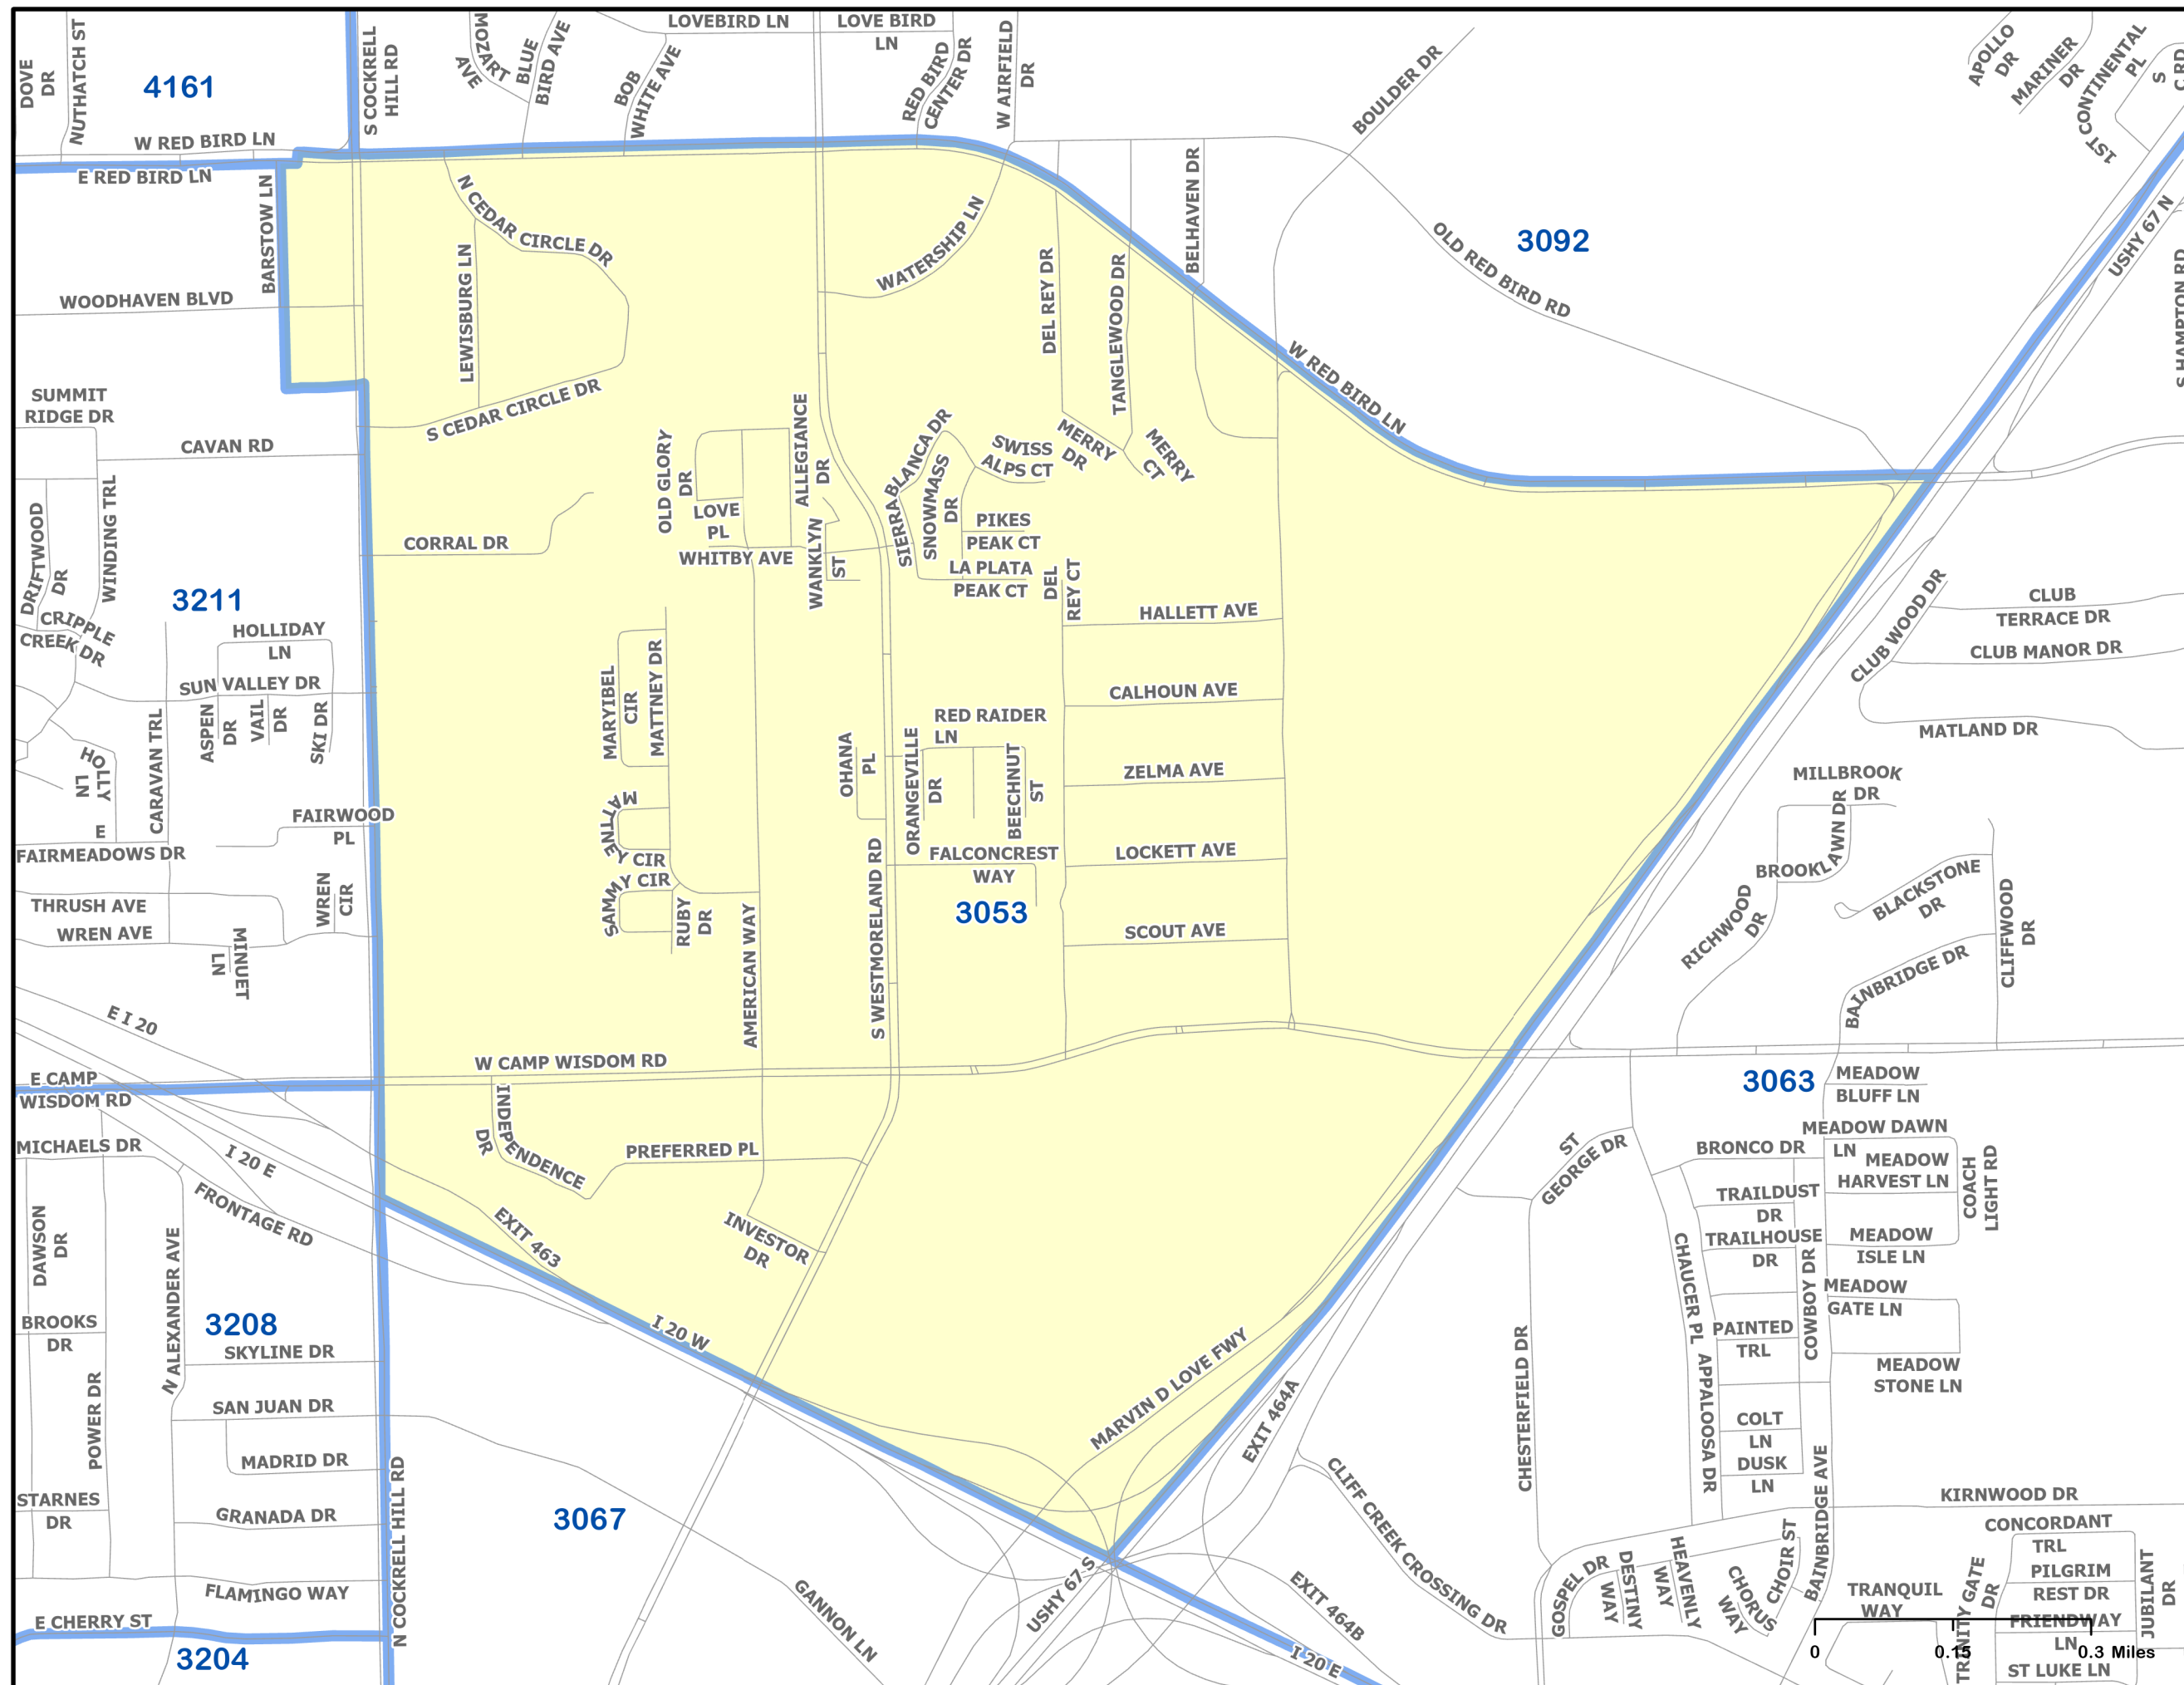 LOVEBIRD LN
LOVE BIRD
LN
MOZART
AVE
BLUE
BIRD AVE
BOB
WHITE AVE
RED BIRD
CENTER DR
W AIRFIELD
DR
BOULDER DR
APOLLO
DR
MARINER
DR
1ST CONTINENTAL
PL
DOVE
DR
NUTHATCH ST
4161
S COCKRELL
HILL RD
W RED BIRD LN
E RED BIRD LN
BARSTOW LN
N CEDAR CIRCLE DR
LEWISBURG LN
WATERSHIP LN
DEL REY DR
TANGLEWOOD DR
BELHAVEN DR
3092
OLD RED BIRD RD
USHY 67 N
S HAMPTON RD
WOODHAVEN BLVD
W RED BIRD LN
SUMMIT
RIDGE DR
S CEDAR CIRCLE DR
CAVAN RD
WINDING TRL
DRIFTWOOD
DR
OLD GLORY
DR
LOVE
PL
ALLEGIANCE
DR
WHITBY AVE
WANKLYN
ST
SIERRA BLANCA DR
SNOWMASS
DR
SWISS
ALPS CT
MERRY
DR
MERRY
CT
PIKES
PEAK CT
LA PLATA
PEAK CT
DEL
REY CT
CORRAL DR
3211
CRIPPLE
CREEK DR
HOLLIDAY
LN
SUN VALLEY DR
ASPEN
DR
VAIL
DR
SKI DR
CARAVAN TRL
HOLLY
LN
HALLETT AVE
CALHOUN AVE
ZELMA AVE
LOCKETT AVE
SCOUT AVE
MARYIBEL
CIR
MATTNEY DR
MATTNEY CIR
SAMMY CIR
RUBY
DR
AMERICAN WAY
OHANA
PL
S WESTMORELAND RD
ORANGEVILLE
DR
RED RAIDER
LN
BEECHNUT
ST
FALCONCREST
WAY
3053
CLUB WOOD DR
CLUB
TERRACE DR
CLUB MANOR DR
MATLAND DR
MILLBROOK
DR
BROOKLAWN DR
RICHWOOD
DR
BLACKSTONE
DR
BAINBRIDGE DR
CLIFFWOOD
DR
FAIRWOOD
PL
E
FAIRMEADOWS DR
THRUSH AVE
WREN AVE
WREN
CIR
MINUET
LN
E I 20
E CAMP
WISDOM RD
W CAMP WISDOM RD
3063
MICHAELS DR
I 20 E
FRONTAGE RD
INDEPENDENCE
DR
PREFERRED PL
EXIT 463
INVESTOR
DR
DAWSON
DR
N ALEXANDER AVE
3208
BROOKS
DR
SKYLINE DR
SAN JUAN DR
POWER DR
MADRID DR
STARNES
DR
GRANADA DR
FLAMINGO WAY
E CHERRY ST
3204
N COCKRELL HILL RD
I 20 W
3067
GANNON LN
MARVIN D LOVE FWY
USHY 67 S
EXIT 464A
EXIT 464B
I 20 E
CLIFF CREEK CROSSING DR
CHESTERFIELD DR
ST
GEORGE DR
MEADOW
BLUFF LN
MEADOW DAWN
LN
BRONCO DR
MEADOW
HARVEST LN
COACH
LIGHT RD
TRAILDUST
DR
TRAILHOUSE
DR
MEADOW
ISLE LN
CHAUCER PL
COWBOY DR
MEADOW
GATE LN
PAINTED
TRL
MEADOW
STONE LN
APPALOOSA DR
COLT
LN
DUSK
LN
BAINBRIDGE AVE
KIRNWOOD DR
CONCORDANT
TRL
PILGRIM
REST DR
FRIENDWAY
LN
ST LUKE LN
JUBILANT
DR
TRINITY GATE
DR
TRANQUIL
WAY
GOSPEL DR
DESTINY
WAY
HEAVENLY
WAY
CHORUS
WAY
CHOIR ST
0
0.15
0.3 Miles